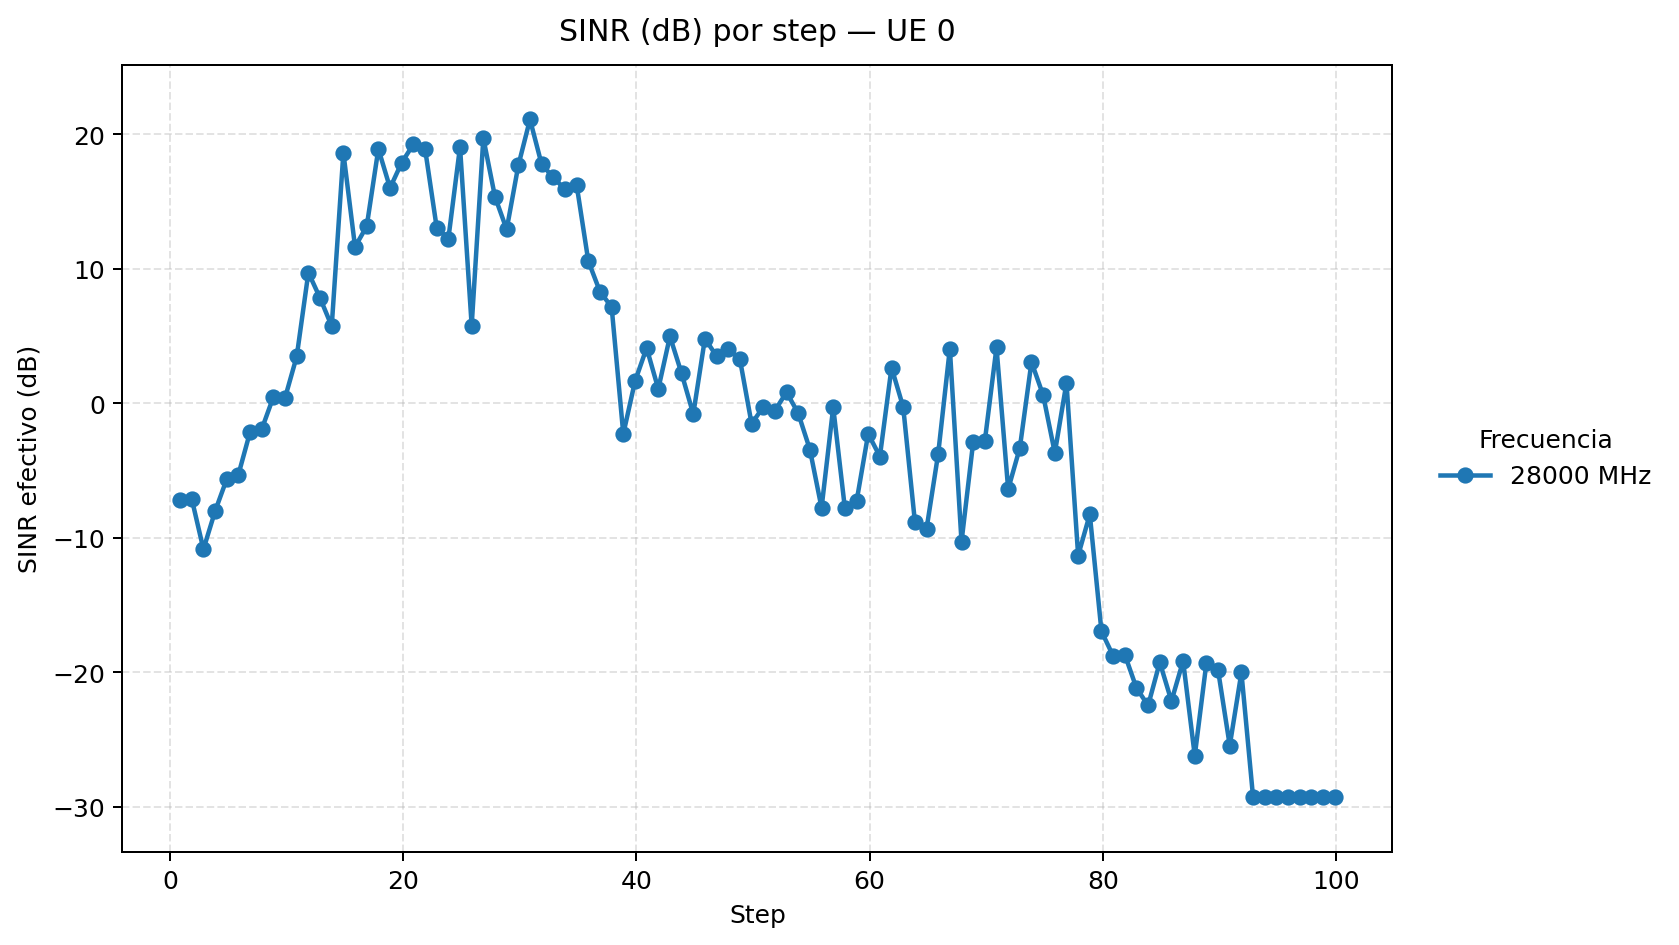 SINR (dB) por step — UE 0
SINR efectivo (dB)
20
10
0
−10
−20
−30
0 20 40 60 80 100
Step
Frecuencia
28000 MHz